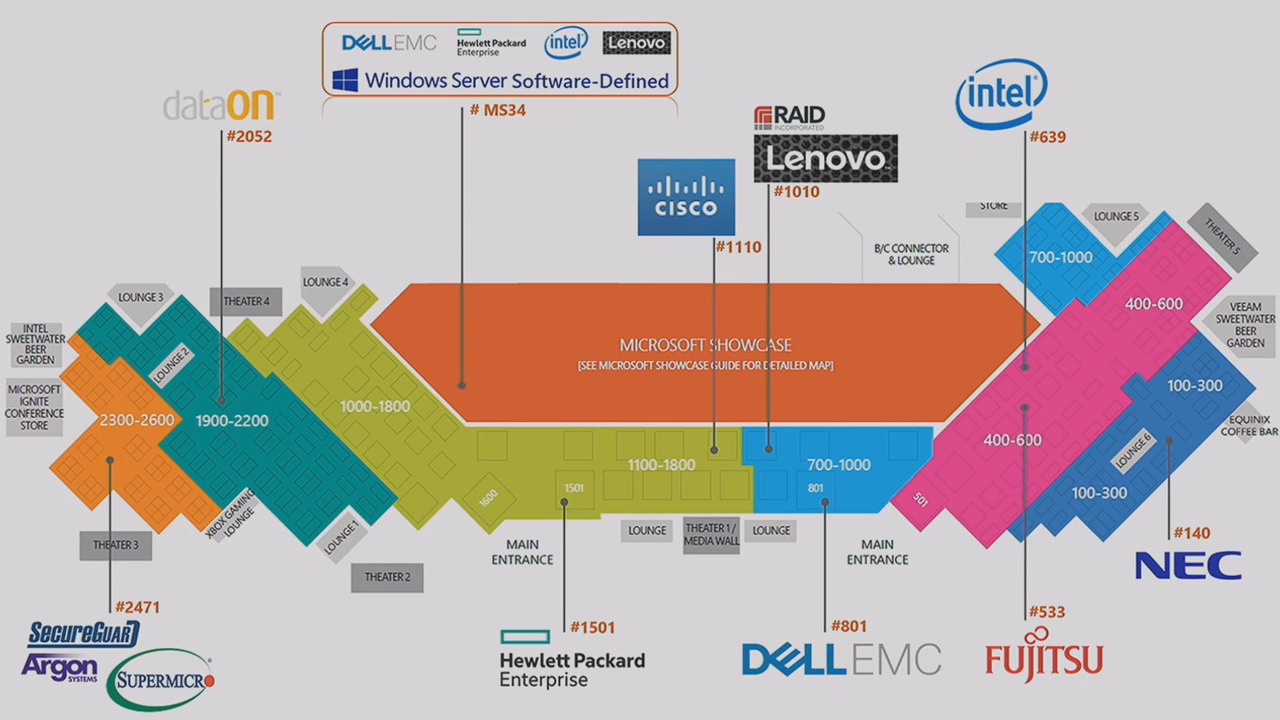 DELL EMC
Hewlett Packard
Enterprise
intel
Lenovo
Windows Server Software-Defined
# MS34
dataON
#2052
RAID
INCORPORATED
Lenovo
#1010
intel
#639
CISCO
#1110
STORE
LOUNGE 5
THEATER 5
B/C CONNECTOR
& LOUNGE
700-1000
400-600
VEEAM
SWEETWATER
BEER
GARDEN
LOUNGE 3
THEATER 4
LOUNGE 4
INTEL
SWEETWATER
BEER
GARDEN
LOUNGE 2
MICROSOFT SHOWCASE
[SEE MICROSOFT SHOWCASE GUIDE FOR DETAILED MAP]
MICROSOFT
IGNITE
CONFERENCE
STORE
2300-2600
1900-2200
1000-1800
100-300
EQUINIX
COFFEE BAR
400-600
LOUNGE 6
1100-1800
700-1000
100-300
1600
1501
801
501
XBOX GAMING
LOUNGE
LOUNGE 1
THEATER 3
THEATER 2
MAIN
ENTRANCE
LOUNGE
THEATER 1 /
MEDIA WALL
LOUNGE
MAIN
ENTRANCE
#140
NEC
#2471
SECUREGUARD
Argon
SYSTEMS
SUPERMICRO
#1501
Hewlett Packard
Enterprise
#801
DELL EMC
#533
FUJITSU